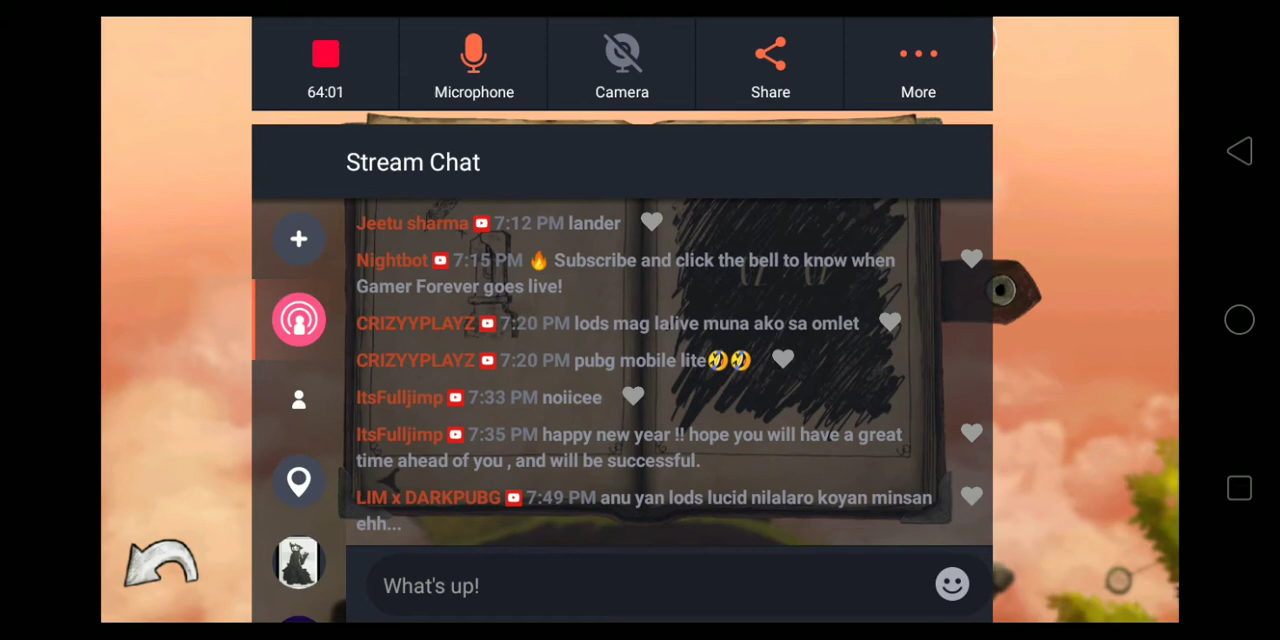 64:01
Microphone
Camera
Share
More
Stream Chat
Jeetu sharma 7:12 PM lander
Nightbot 7:15 PM 🔥 Subscribe and click the bell to know when
Gamer Forever goes live!
CRIZYYPLAYZ 7:20 PM lods mag lalive muna ako sa omlet
CRIZYYPLAYZ 7:20 PM pubg mobile lite🤣🤣
ItsFulljimp 7:33 PM noiicee
ItsFulljimp 7:35 PM happy new year !! hope you will have a great
time ahead of you , and will be successful.
LIM x DARKPUBG 7:49 PM anu yan lods lucid nilalaro koyan minsan
ehh...
What's up!